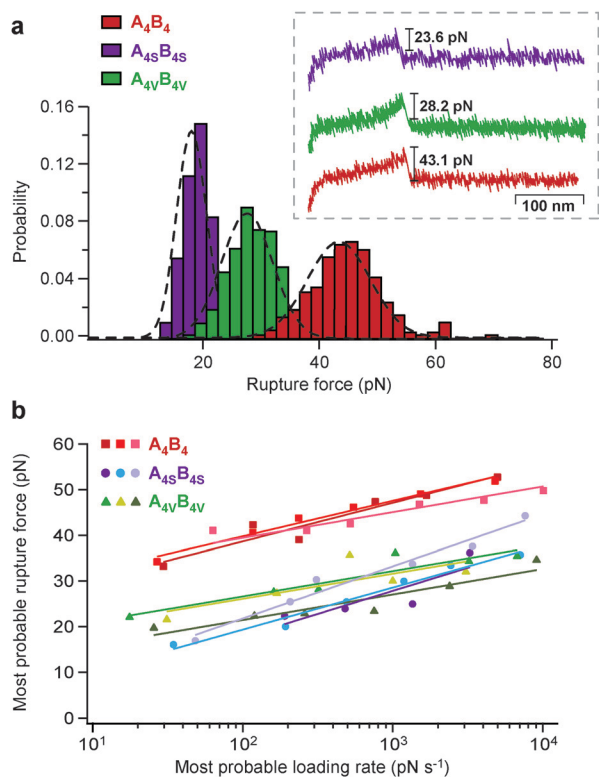 a
A4B4
A4SB4S
A4VB4V
23.6 pN
28.2 pN
43.1 pN
100 nm
Probability
0.16
0.12
0.08
0.04
0.00
20
40
60
80
Rupture force (pN)
b
A4B4
A4SB4S
A4VB4V
Most probable rupture force (pN)
60
50
40
30
20
10
0
10¹
10²
10³
10⁴
Most probable loading rate (pN s⁻¹)